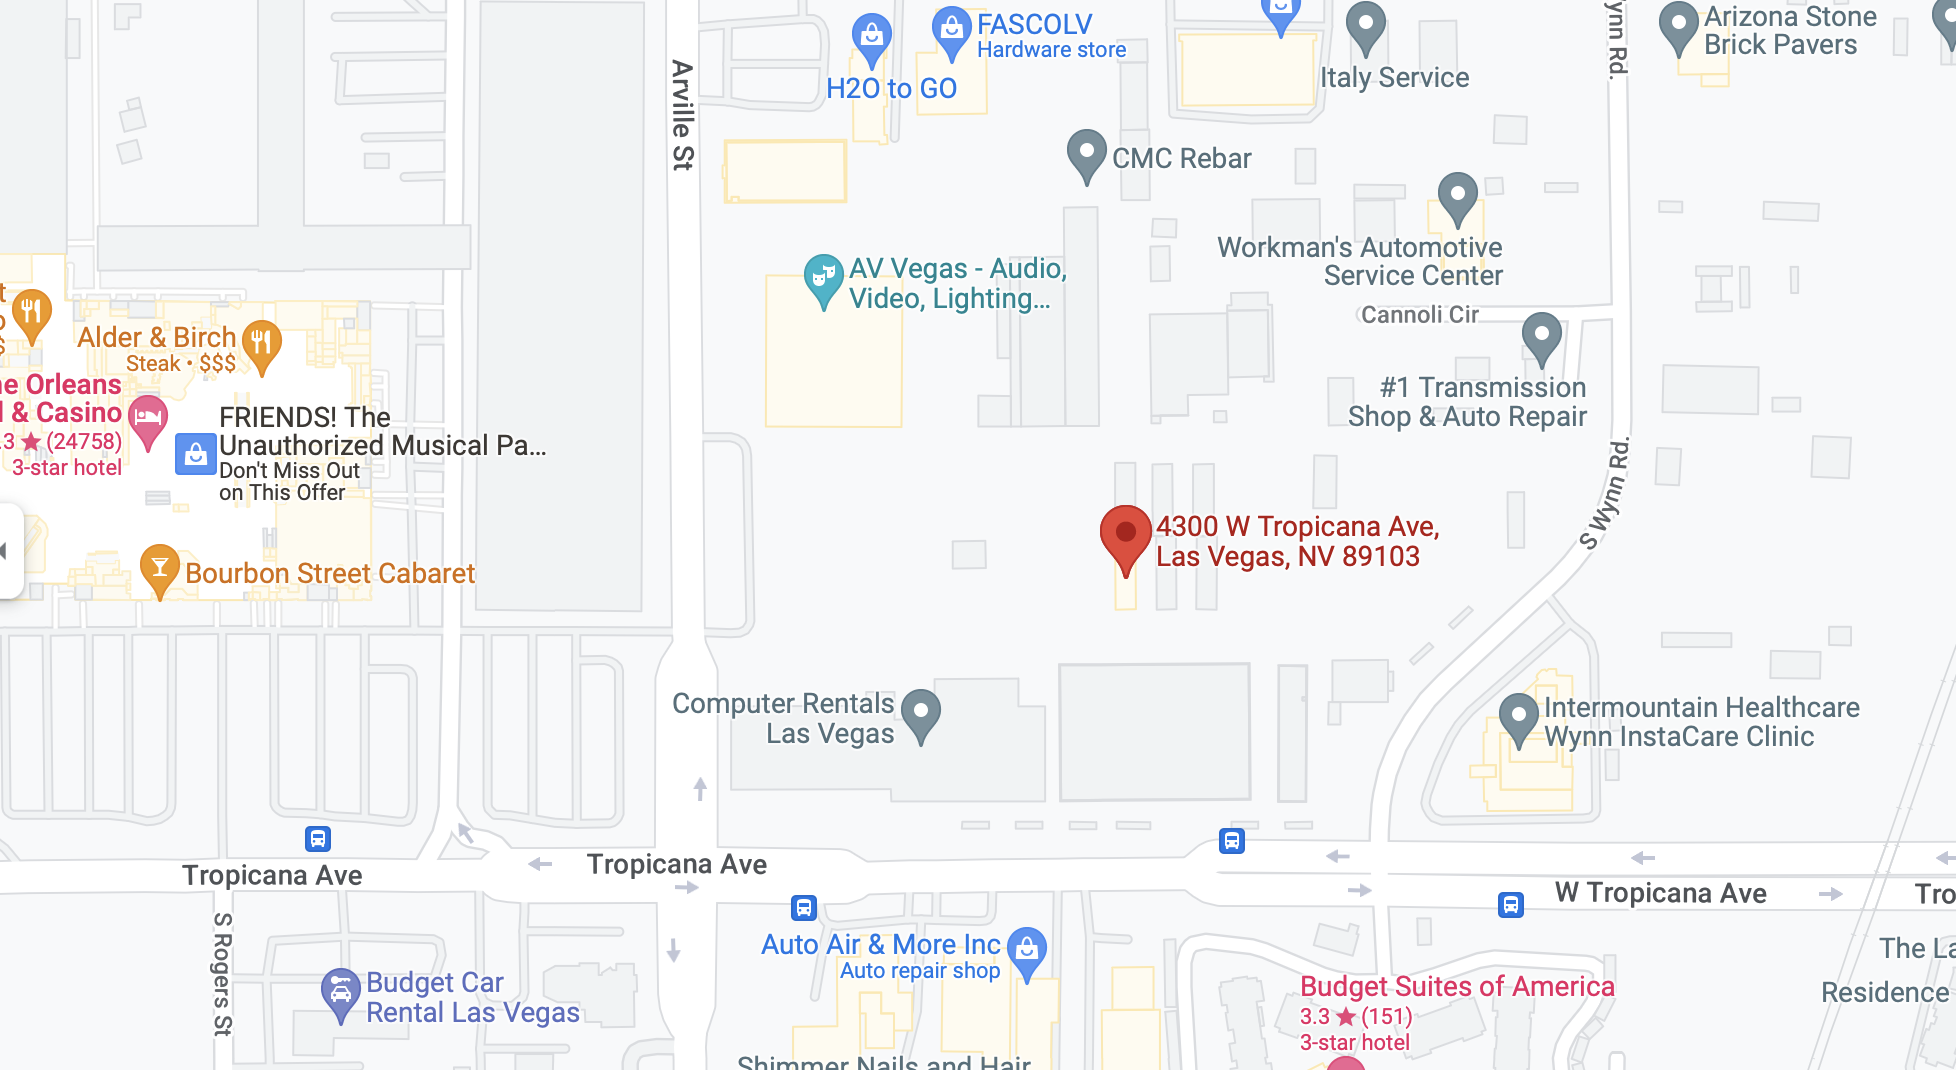 FASCOLV
Hardware store
H2O to GO
Arville St
Italy Service
ynn Rd.
Arizona Stone
Brick Pavers
CMC Rebar
Workman's Automotive
Service Center
Cannoli Cir
AV Vegas - Audio,
Video, Lighting...
#1 Transmission
Shop & Auto Repair
t
Alder & Birch
Steak • $$$
$
ne Orleans
l & Casino
.3 ★ (24758)
3-star hotel
FRIENDS! The
Unauthorized Musical Pa...
Don't Miss Out
on This Offer
S Wynn Rd.
4300 W Tropicana Ave,
Las Vegas, NV 89103
Bourbon Street Cabaret
Computer Rentals
Las Vegas
Intermountain Healthcare
Wynn InstaCare Clinic
Tropicana Ave
Tropicana Ave
W Tropicana Ave
Tro
S Rogers St
Auto Air & More Inc
Auto repair shop
The La
Residence
Budget Car
Rental Las Vegas
Budget Suites of America
3.3 ★ (151)
3-star hotel
Shimmer Nails and Hair